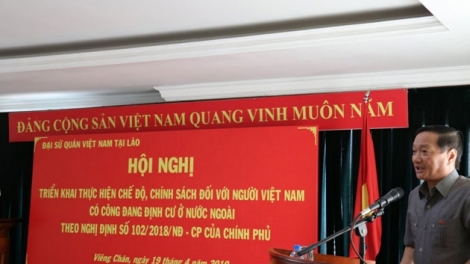 ĐẢNG CỘNG SẢN VIỆT NAM QUANG VINH MUÔN NĂM
ĐẠI SỨ QUÁN VIỆT NAM TẠI LÀO
HỘI NGHỊ
TRIỂN KHAI THỰC HIỆN CHẾ ĐỘ, CHÍNH SÁCH ĐỐI VỚI NGƯỜI VIỆT NAM
CÓ CÔNG ĐANG ĐỊNH CƯ Ở NƯỚC NGOÀI
THEO NGHỊ ĐỊNH SỐ 102/2018/NĐ - CP CỦA CHÍNH PHỦ
Viêng Chăn, ngày 19 tháng 4 2019